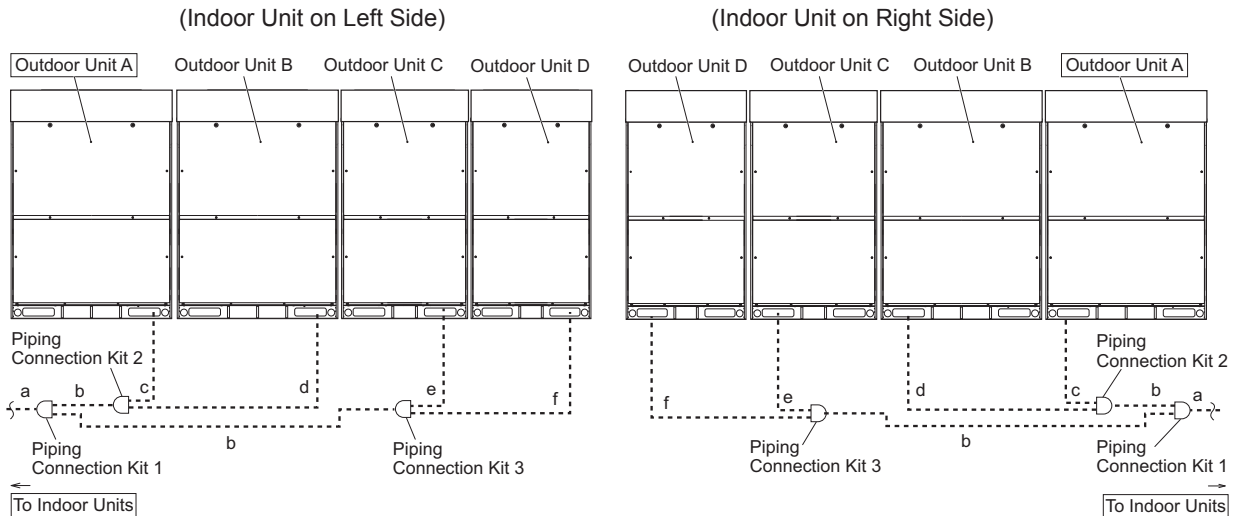 (Indoor Unit on Left Side)
Outdoor Unit A
Outdoor Unit B
Outdoor Unit C
Outdoor Unit D
Piping
Connection Kit 2
a
b
c
d
e
f
b
Piping
Connection Kit 1
Piping
Connection Kit 3
To Indoor Units
(Indoor Unit on Right Side)
Outdoor Unit D
Outdoor Unit C
Outdoor Unit B
Outdoor Unit A
Piping
Connection Kit 2
f
e
d
c
b
a
b
Piping
Connection Kit 3
Piping
Connection Kit 1
To Indoor Units